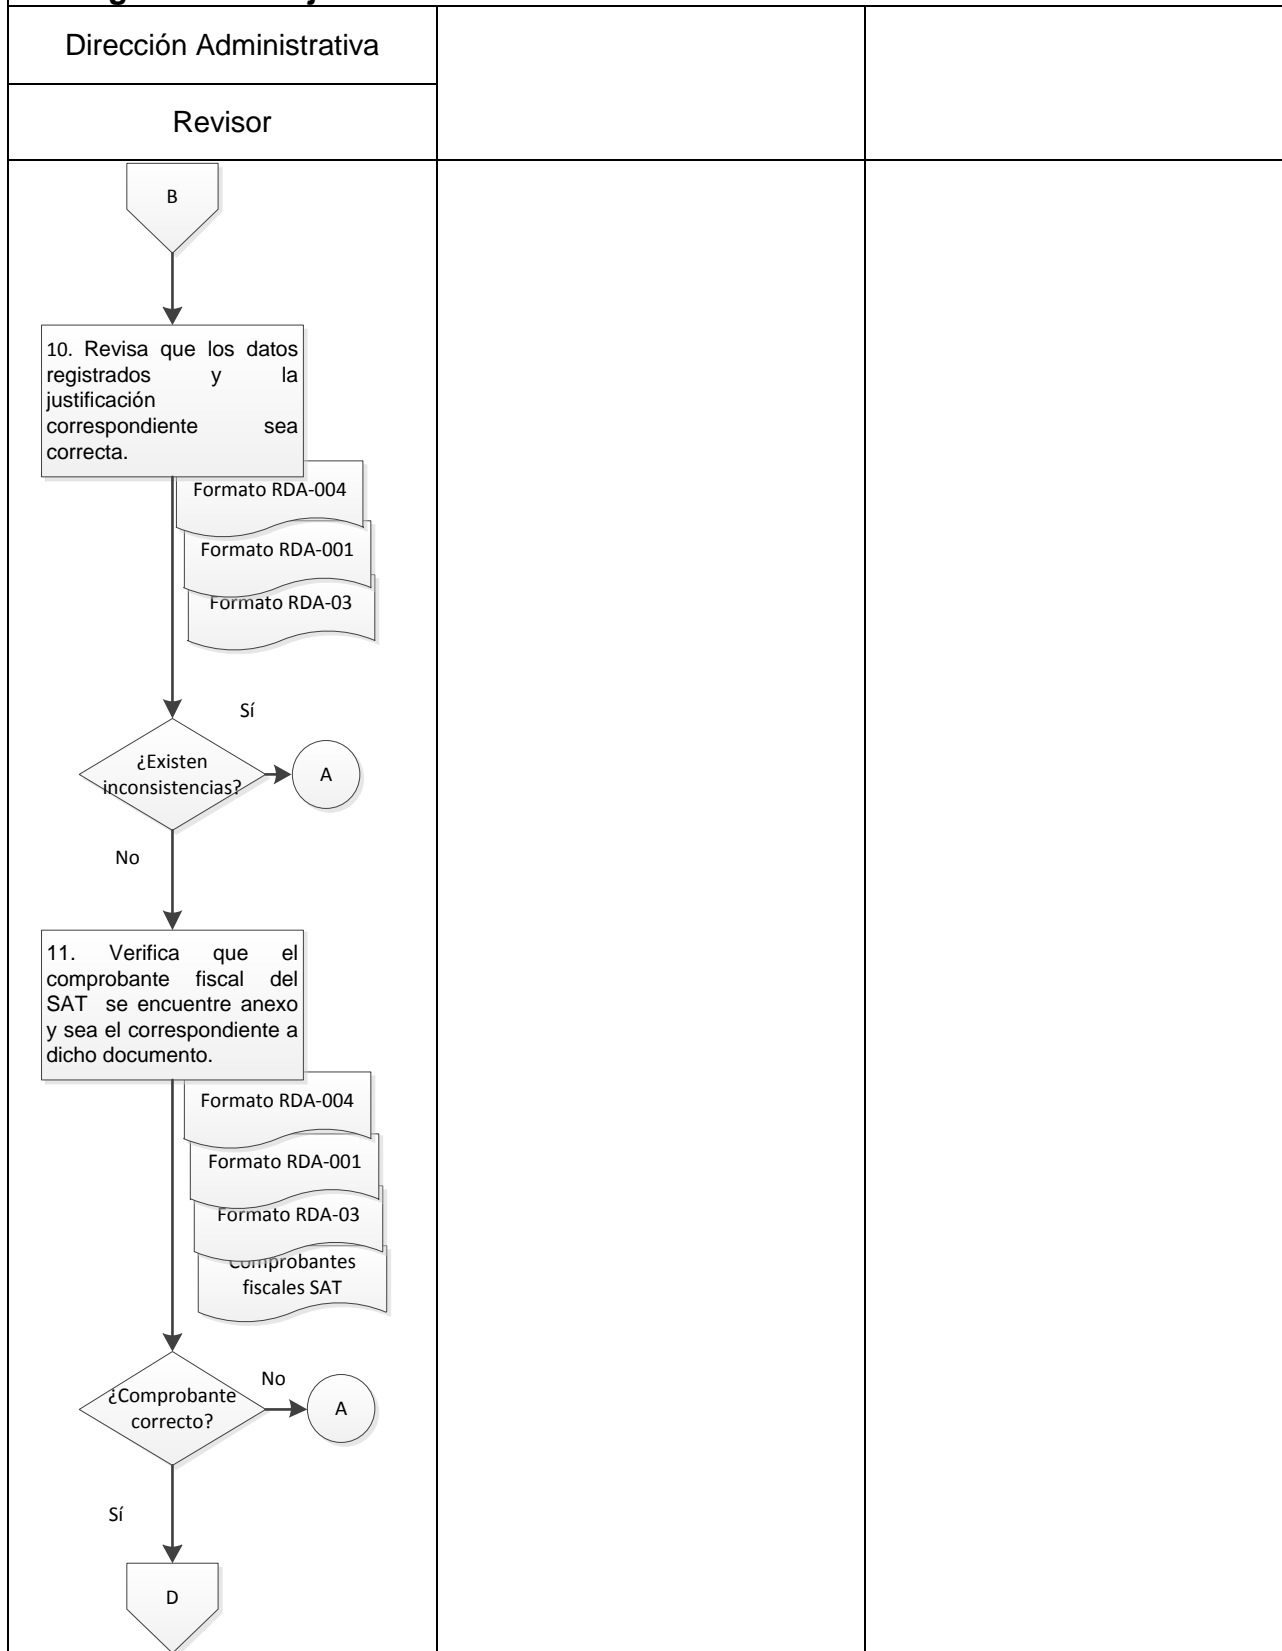 Dirección Administrativa
Revisor
B
10. Revisa que los datos
registrados y la
justificación
correspondiente sea
correcta.
Formato RDA-004
Formato RDA-001
Formato RDA-03
Sí
¿Existen
inconsistencias?
A
No
11. Verifica que el
comprobante fiscal del
SAT se encuentre anexo
y sea el correspondiente a
dicho documento.
Formato RDA-004
Formato RDA-001
Formato RDA-03
Comprobantes
fiscales SAT
No
¿Comprobante
correcto?
A
Sí
D